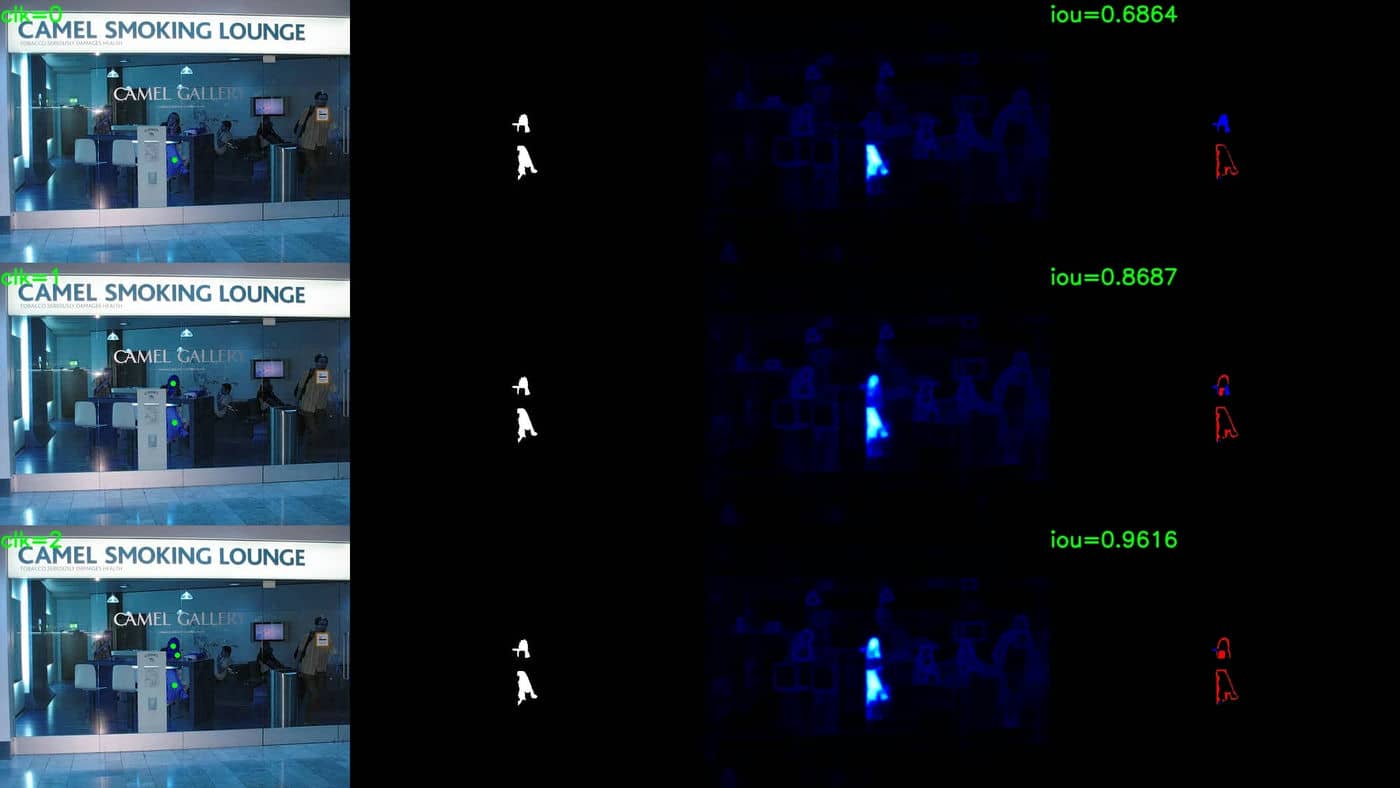 clk=0
iou=0.6864
CAMEL SMOKING LOUNGE
TOBACCO SERIOUSLY DAMAGES HEALTH
CAMEL GALLERY
clk=1
iou=0.8687
CAMEL SMOKING LOUNGE
TOBACCO SERIOUSLY DAMAGES HEALTH
CAMEL GALLERY
clk=2
iou=0.9616
CAMEL SMOKING LOUNGE
TOBACCO SERIOUSLY DAMAGES HEALTH
CAMEL GALLERY